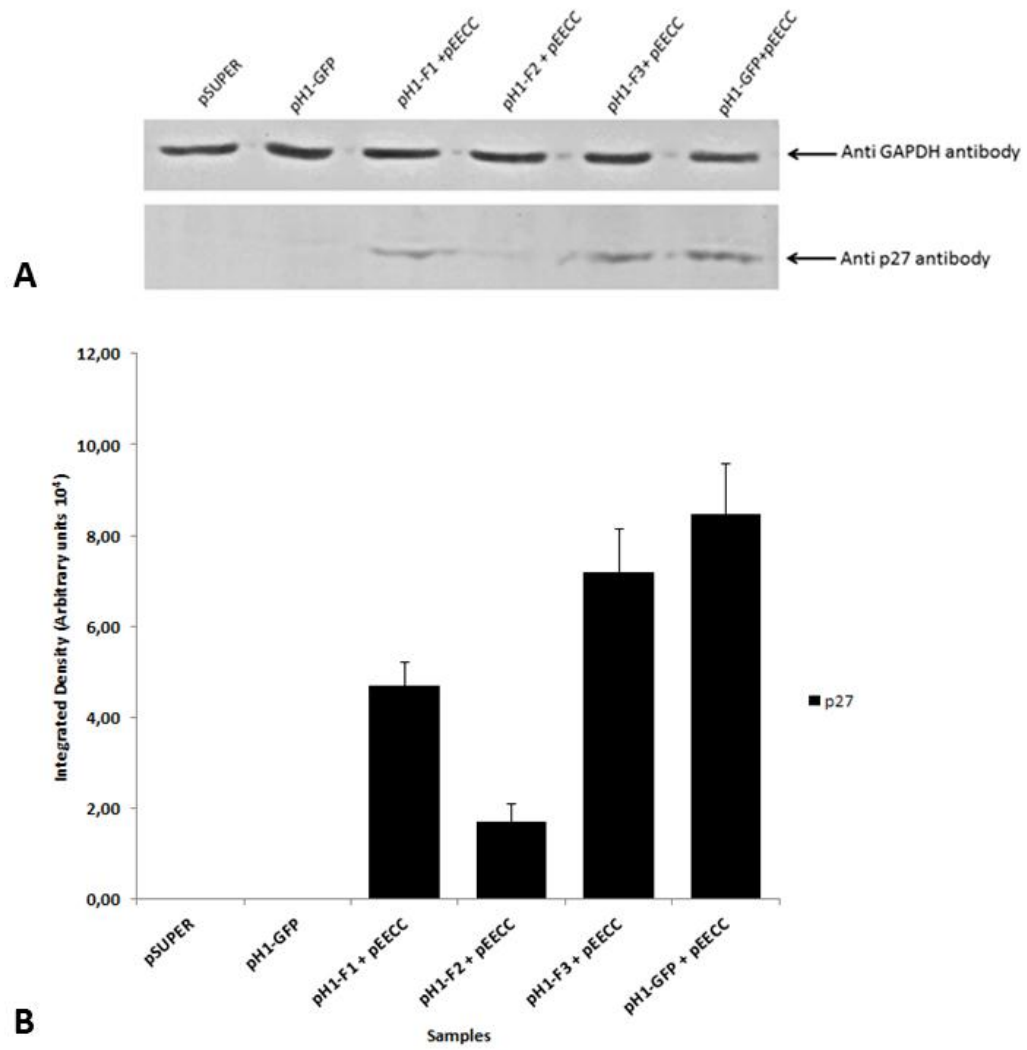 pSUPER
pH1-GFP
pH1-F1 +pEECC
pH1-F2 + pEECC
pH1-F3+ pEECC
pH1-GFP+pEECC
Anti GAPDH antibody
Anti p27 antibody
A
12,00
10,00
8,00
6,00
4,00
2,00
0,00
Integrated Density (Arbitrary units 10⁴)
p27
pSUPER
pH1-GFP
pH1-F1 + pEECC
pH1-F2 + pEECC
pH1-F3 + pEECC
pH1-GFP + pEECC
Samples
B